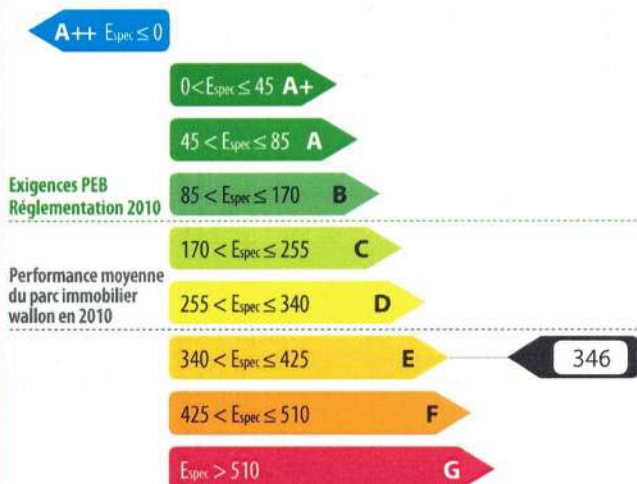 A++ Espec ≤ 0
0 < Espec ≤ 45 A+
45 < Espec ≤ 85 A
Exigences PEB
Réglementation 2010
85 < Espec ≤ 170 B
170 < Espec ≤ 255 C
Performance moyenne
du parc immobilier
wallon en 2010
255 < Espec ≤ 340 D
340 < Espec ≤ 425 E
346
425 < Espec ≤ 510 F
Espec > 510 G